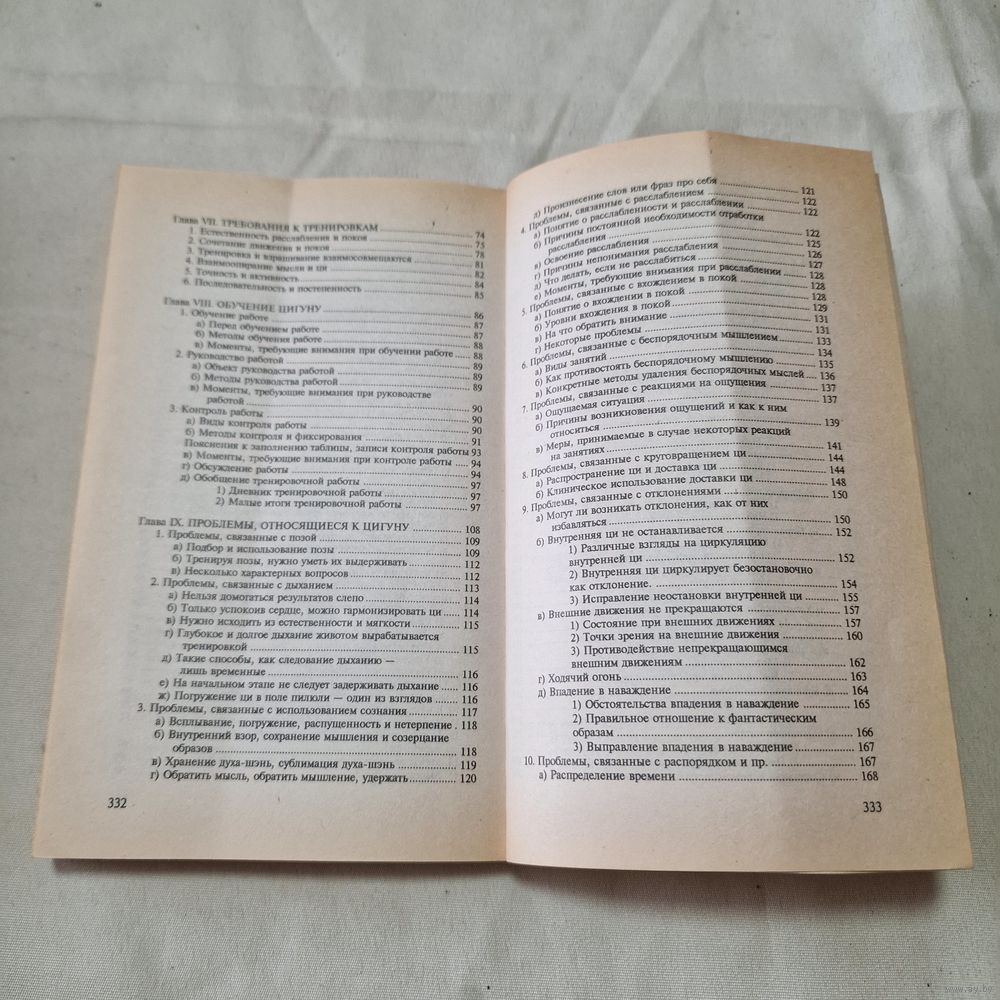 Глава VII. ТРЕБОВАНИЯ К ТРЕНИРОВКАМ ..... 74
1. Естественность расслабления и покоя ..... 75
2. Сочетание движения и покоя ..... 78
3. Тренировка и взращивание взаимосовмещаются ..... 81
4. Взаимоопирание мысли и ци ..... 82
5. Точность и активность ..... 84
6. Последовательность и постепенность ..... 85
Глава VIII. ОБУЧЕНИЕ ЦИГУНУ ..... 86
1. Обучение работе ..... 87
а) Перед обучением работе ..... 87
б) Методы обучения работе ..... 88
в) Моменты, требующие внимания при обучении работе ..... 88
2. Руководство работой ..... 89
а) Объект руководства работой ..... 89
б) Методы руководства работой ..... 89
в) Моменты, требующие внимания при руководстве
работой ..... 90
3. Контроль работы ..... 90
а) Виды контроля работы ..... 90
б) Методы контроля и фиксирования ..... 91
Пояснения к заполнению таблицы, записи контроля работы 93
в) Моменты, требующие внимания при контроле работы ..... 94
г) Обсуждение работы ..... 94
д) Обобщение тренировочной работы ..... 97
1) Дневник тренировочной работы ..... 97
2) Малые итоги тренировочной работы ..... 97
Глава IX. ПРОБЛЕМЫ, ОТНОСЯЩИЕСЯ К ЦИГУНУ ..... 108
1. Проблемы, связанные с позой ..... 109
а) Подбор и использование позы ..... 109
б) Тренируя позы, нужно уметь их выдерживать ..... 112
в) Несколько характерных вопросов ..... 112
2. Проблемы, связанные с дыханием ..... 113
а) Нельзя домогаться результатов слепо ..... 114
б) Только успокоив сердце, можно гармонизировать ци ..... 114
в) Нужно исходить из естественности и мягкости ..... 115
г) Глубокое и долгое дыхание животом вырабатывается
тренировкой ..... 115
д) Такие способы, как следование дыханию —
лишь временные ..... 116
е) На начальном этапе не следует задерживать дыхание ..... 116
ж) Погружение ци в поле пилюли — один из взглядов ..... 116
3. Проблемы, связанные с использованием сознания ..... 117
а) Всплывание, погружение, распущенность и нетерпение . 118
б) Внутренний взор, сохранение мышления и созерцание
образов ..... 118
в) Хранение духа-шэнь, сублимация духа-шэнь ..... 119
г) Обратить мысль, обратить мышление, удержать ..... 120
332
д) Произнесение слов или фраз про себя ..... 121
4. Проблемы, связанные с расслаблением ..... 122
а) Понятие о расслабленности и расслаблении ..... 122
б) Причины постоянной необходимости отработки
расслабления ..... 122
в) Освоение расслабления ..... 125
г) Причины непонимания расслабления ..... 126
д) Что делать, если не расслабиться ..... 127
е) Моменты, требующие внимания при расслаблении ..... 128
5. Проблемы, связанные с вхождением в покой ..... 128
а) Понятие о вхождении в покой ..... 128
б) Уровни вхождения в покой ..... 129
в) На что обратить внимание ..... 131
г) Некоторые проблемы ..... 131
6. Проблемы, связанные с беспорядочным мышлением ..... 133
а) Виды занятий ..... 134
б) Как противостоять беспорядочному мышлению ..... 135
в) Конкретные методы удаления беспорядочных мыслей ... 136
7. Проблемы, связанные с реакциями на ощущения ..... 137
а) Ощущаемая ситуация ..... 137
б) Причины возникновения ощущений и как к ним
относиться ..... 139
в) Меры, принимаемые в случае некоторых реакций
на занятиях ..... 141
8. Проблемы, связанные с круговращением ци ..... 144
а) Распространение ци и доставка ци ..... 144
б) Клиническое использование доставки ци ..... 148
9. Проблемы, связанные с отклонениями ..... 150
а) Могут ли возникать отклонения, как от них
избавляться ..... 150
б) Внутренняя ци не останавливается ..... 152
1) Различные взгляды на циркуляцию
внутренней ци ..... 152
2) Внутренняя ци циркулирует безостановочно
как отклонение. ..... 154
3) Исправление неостановки внутренней ци ..... 155
в) Внешние движения не прекращаются ..... 157
1) Состояние при внешних движениях ..... 157
2) Точки зрения на внешние движения ..... 160
3) Противодействие непрекращающимся
внешним движениям ..... 162
г) Ходячий огонь ..... 163
д) Впадение в наваждение ..... 164
1) Обстоятельства впадения в наваждение ..... 165
2) Правильное отношение к фантастическим
образам ..... 166
3) Выправление впадения в наваждение ..... 167
10. Проблемы, связанные с распорядком и пр. ..... 167
а) Распределение времени ..... 168
333
www.ay.by